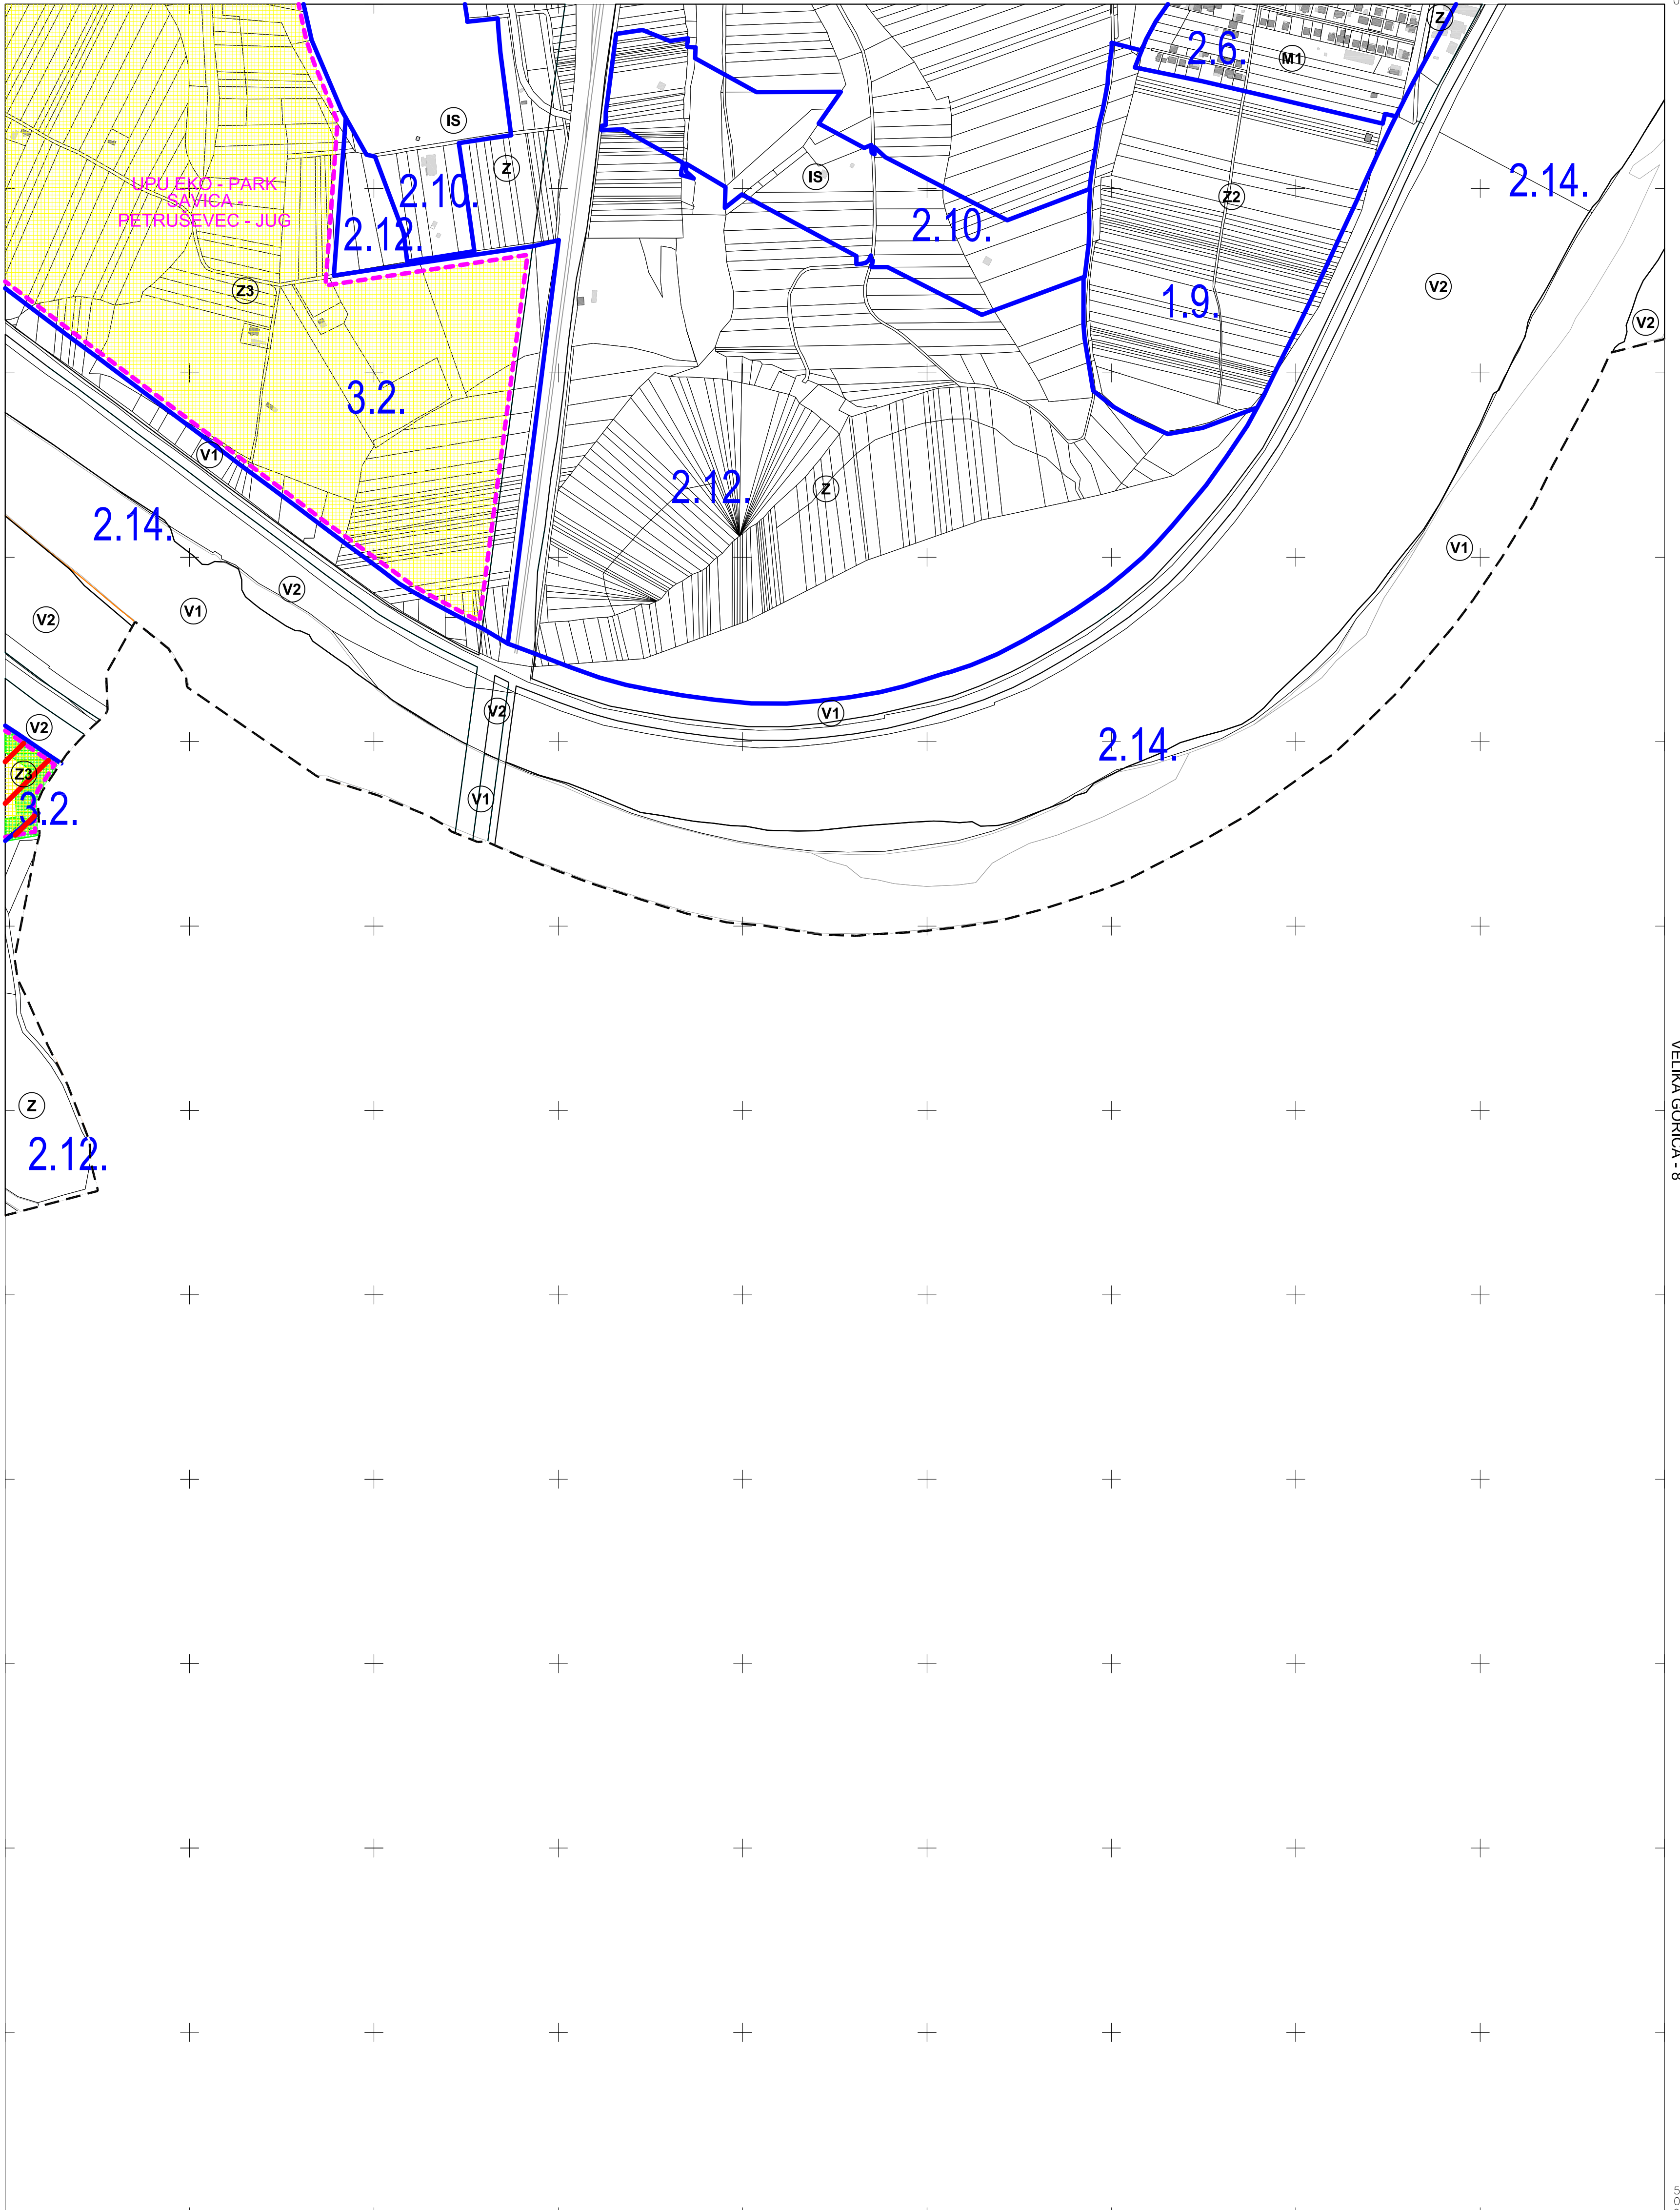 Z
2.6.
M1
IS
Z
2.10.
IS
2.14.
UPU EKO - PARK
SAVICA -
PETRUŠEVEC - JUG
2.12.
Z2
2.10.
Z3
V2
1.9.
V2
3.2.
V1
2.12.
Z
2.14.
V1
V2
V1
V2
V2
V1
V2
2.14.
Z3
V1
3.2.
VELIKA GORICA - 8
Z
2.12.